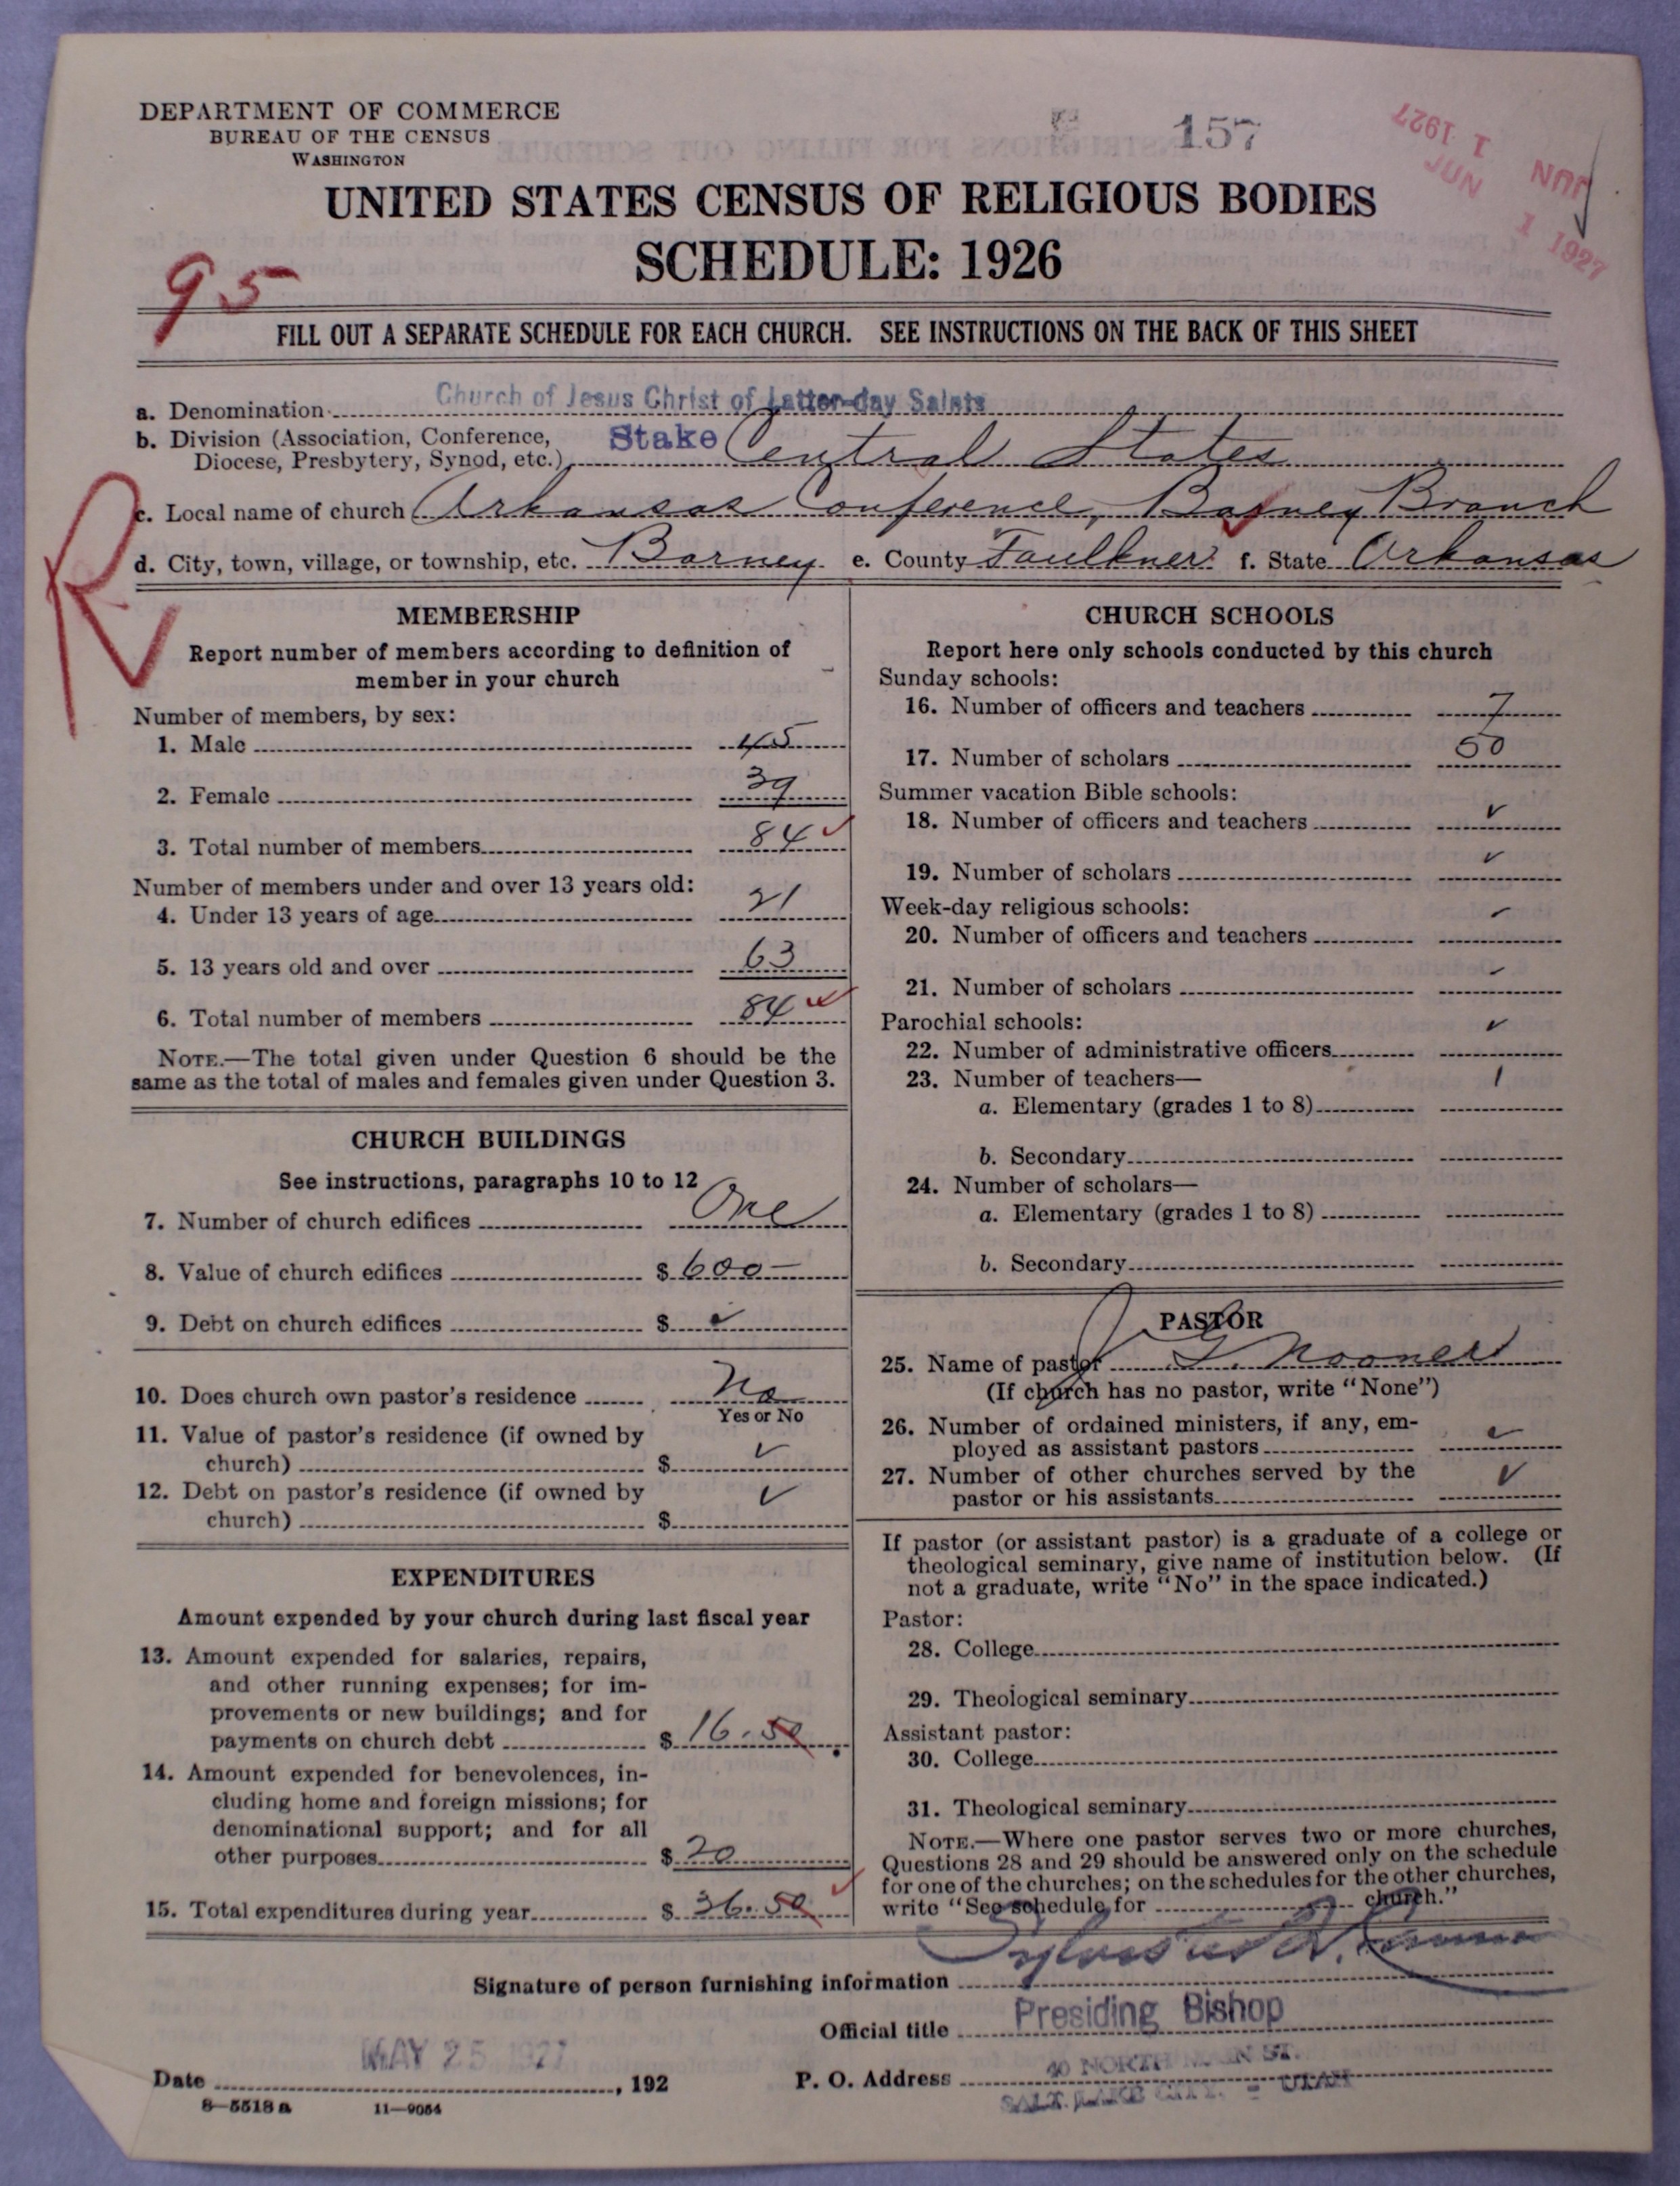 DEPARTMENT OF COMMERCE
BUREAU OF THE CENSUS
WASHINGTON
157
JUN 1 1927
JUN 1 1927
UNITED STATES CENSUS OF RELIGIOUS BODIES
SCHEDULE: 1926
95
FILL OUT A SEPARATE SCHEDULE FOR EACH CHURCH. SEE INSTRUCTIONS ON THE BACK OF THIS SHEET
a. Denomination Church of Jesus Christ of Latter-day Saints
b. Division (Association, Conference, Diocese, Presbytery, Synod, etc.) Stake Central States
R
c. Local name of church Arkansas Conference, Barney Branch
d. City, town, village, or township, etc. Barney e. County Faulkner f. State Arkansas
MEMBERSHIP
Report number of members according to definition of
member in your church
Number of members, by sex:
1. Male 45
2. Female 39
3. Total number of members 84
Number of members under and over 13 years old:
4. Under 13 years of age 21
5. 13 years old and over 63
6. Total number of members 84
NOTE.—The total given under Question 6 should be the
same as the total of males and females given under Question 3.
CHURCH BUILDINGS
See instructions, paragraphs 10 to 12
7. Number of church edifices One
8. Value of church edifices $ 600—
9. Debt on church edifices $ ✓
10. Does church own pastor's residence No
Yes or No
11. Value of pastor's residence (if owned by
church) $ ✓
12. Debt on pastor's residence (if owned by
church) $ ✓
EXPENDITURES
Amount expended by your church during last fiscal year
13. Amount expended for salaries, repairs,
and other running expenses; for im-
provements or new buildings; and for
payments on church debt $ 16.50
14. Amount expended for benevolences, in-
cluding home and foreign missions; for
denominational support; and for all
other purposes $ 20
15. Total expenditures during year $ 36.50
CHURCH SCHOOLS
Report here only schools conducted by this church
Sunday schools:
16. Number of officers and teachers 7
17. Number of scholars 50
Summer vacation Bible schools:
18. Number of officers and teachers ✓
19. Number of scholars ✓
Week-day religious schools:
20. Number of officers and teachers ✓
21. Number of scholars ✓
Parochial schools:
22. Number of administrative officers ✓
23. Number of teachers—
a. Elementary (grades 1 to 8)
b. Secondary
24. Number of scholars—
a. Elementary (grades 1 to 8)
b. Secondary
PASTOR
25. Name of pastor J. G. Nooner
(If church has no pastor, write "None")
26. Number of ordained ministers, if any, em-
ployed as assistant pastors ✓
27. Number of other churches served by the
pastor or his assistants ✓
If pastor (or assistant pastor) is a graduate of a college or
theological seminary, give name of institution below. (If
not a graduate, write "No" in the space indicated.)
Pastor:
28. College
29. Theological seminary
Assistant pastor:
30. College
31. Theological seminary
NOTE.—Where one pastor serves two or more churches,
Questions 28 and 29 should be answered only on the schedule
for one of the churches; on the schedules for the other churches,
write "See schedule for church."
Signature of person furnishing information Sylvester Q. Cannon
Official title Presiding Bishop
Date MAY 25 1927, 192
P. O. Address 40 NORTH MAIN ST.
SALT LAKE CITY, - UTAH
8—5518a 11—9054